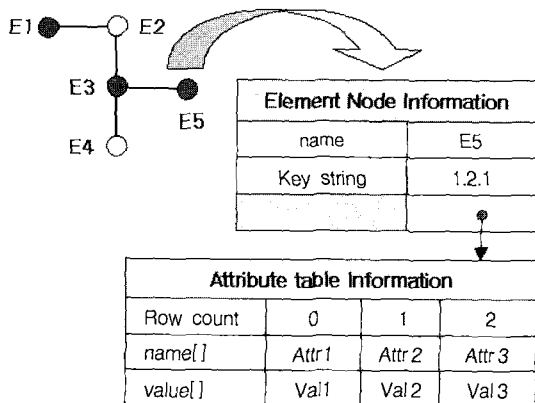 E1
E2
E3
E5
E4
Element Node Information
name E5
Key string 1.2.1
Attribute table Information
Row count 0 1 2
name[] Attr1 Attr2 Attr3
value[] Val1 Val2 Val3